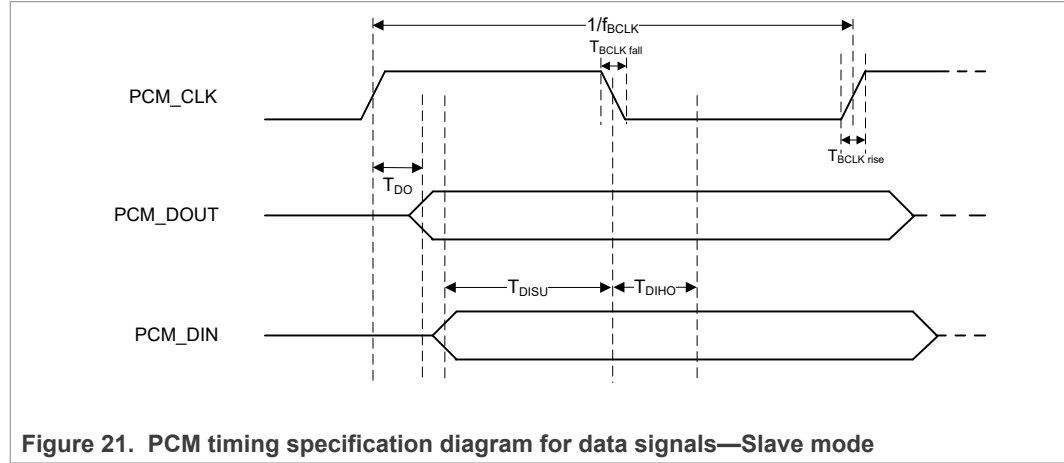 1/fBCLK
TBCLK fall
PCM_CLK
TBCLK rise
TDO
PCM_DOUT
TDISU
TDIHO
PCM_DIN
Figure 21. PCM timing specification diagram for data signals—Slave mode